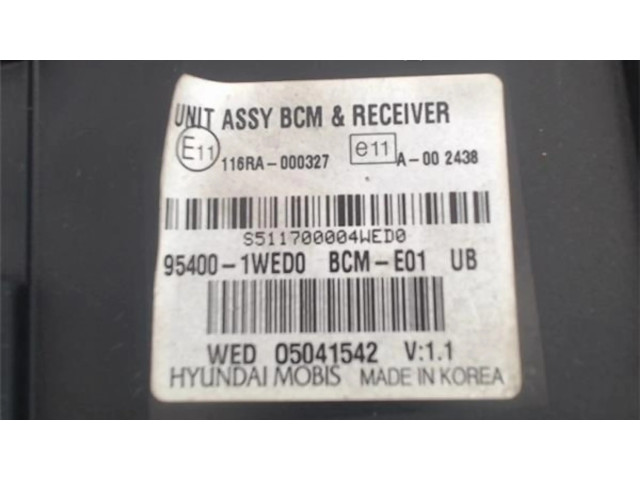 UNIT ASSY BCM & RECEIVER
E11 116RA-000327 e11 A-00 2438
S511700004WED0
95400-1WED0 BCM-E01 UB
WED 05041542 V:1.1
HYUNDAI MOBIS MADE IN KOREA